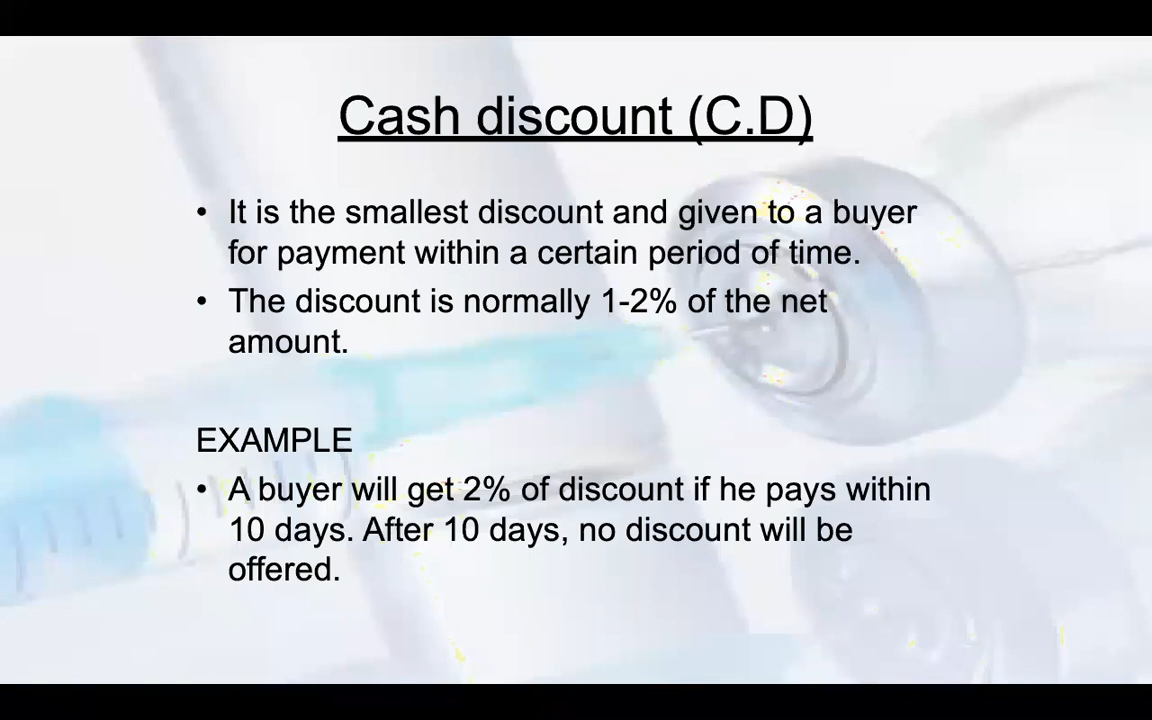 Cash discount (C.D)
• It is the smallest discount and given to a buyer
for payment within a certain period of time.
• The discount is normally 1-2% of the net
amount.
EXAMPLE
• A buyer will get 2% of discount if he pays within
10 days. After 10 days, no discount will be
offered.